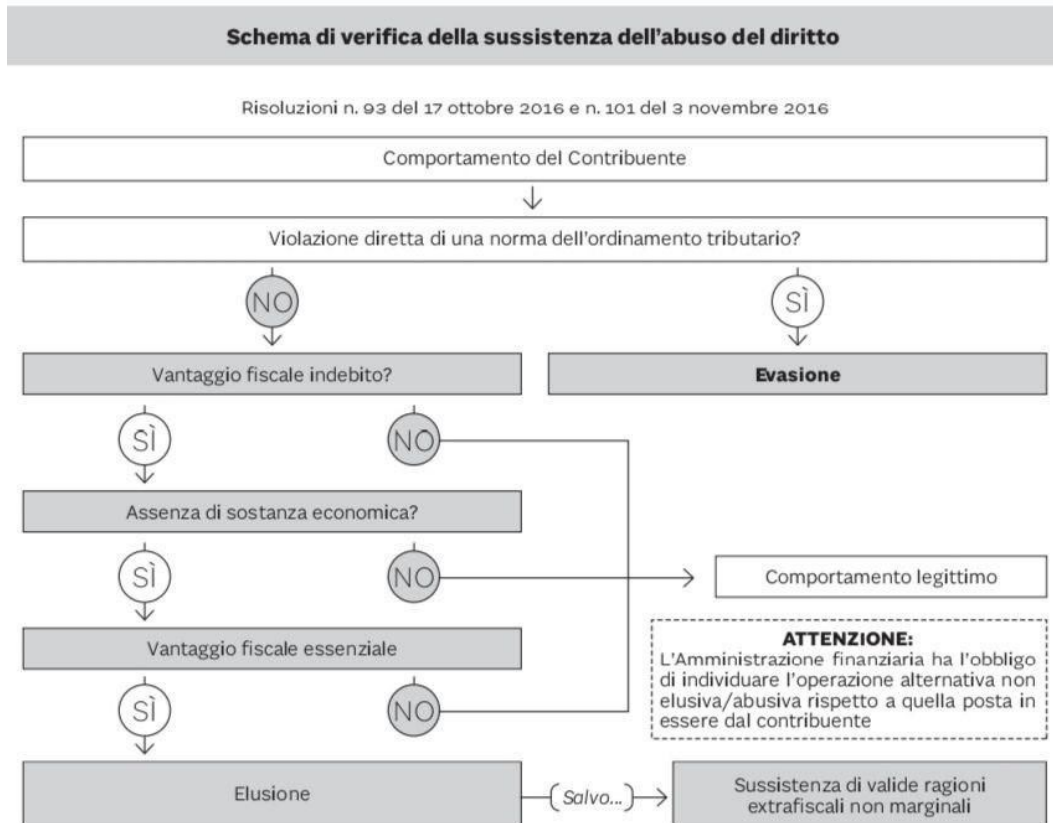 Schema di verifica della sussistenza dell'abuso del diritto
Risoluzioni n. 93 del 17 ottobre 2016 e n. 101 del 3 novembre 2016
Comportamento del Contribuente
Violazione diretta di una norma dell'ordinamento tributario?
NO
SÌ
Vantaggio fiscale indebito?
Evasione
SÌ
NO
Assenza di sostanza economica?
SÌ
NO
Comportamento legittimo
Vantaggio fiscale essenziale
ATTENZIONE:
L'Amministrazione finanziaria ha l'obbligo
di individuare l'operazione alternativa non
elusiva/abusiva rispetto a quella posta in
essere dal contribuente
SÌ
NO
Elusione
(Salvo...)
Sussistenza di valide ragioni
extrafiscali non marginali